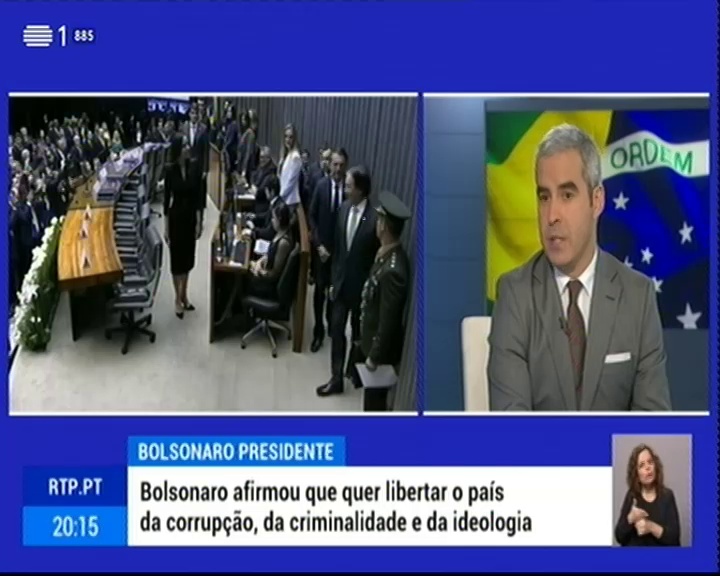 1 885
ORDEM
BOLSONARO PRESIDENTE
RTP.PT
Bolsonaro afirmou que quer libertar o país
20:15
da corrupção, da criminalidade e da ideologia